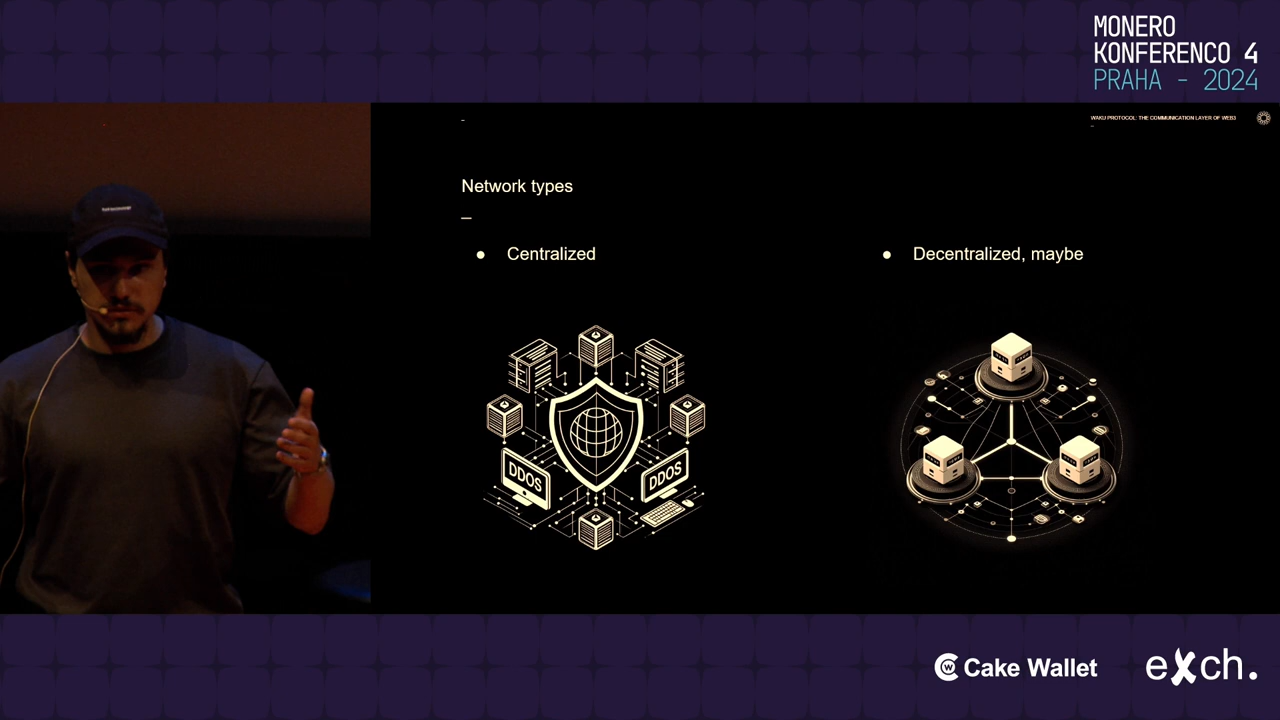 MONERO
KONFERENCO 4
PRAHA - 2024
WAKU PROTOCOL: THE COMMUNICATION LAYER OF WEB3
Network types
Centralized
Decentralized, maybe
DDOS
DDOS
Cake Wallet
eXch.